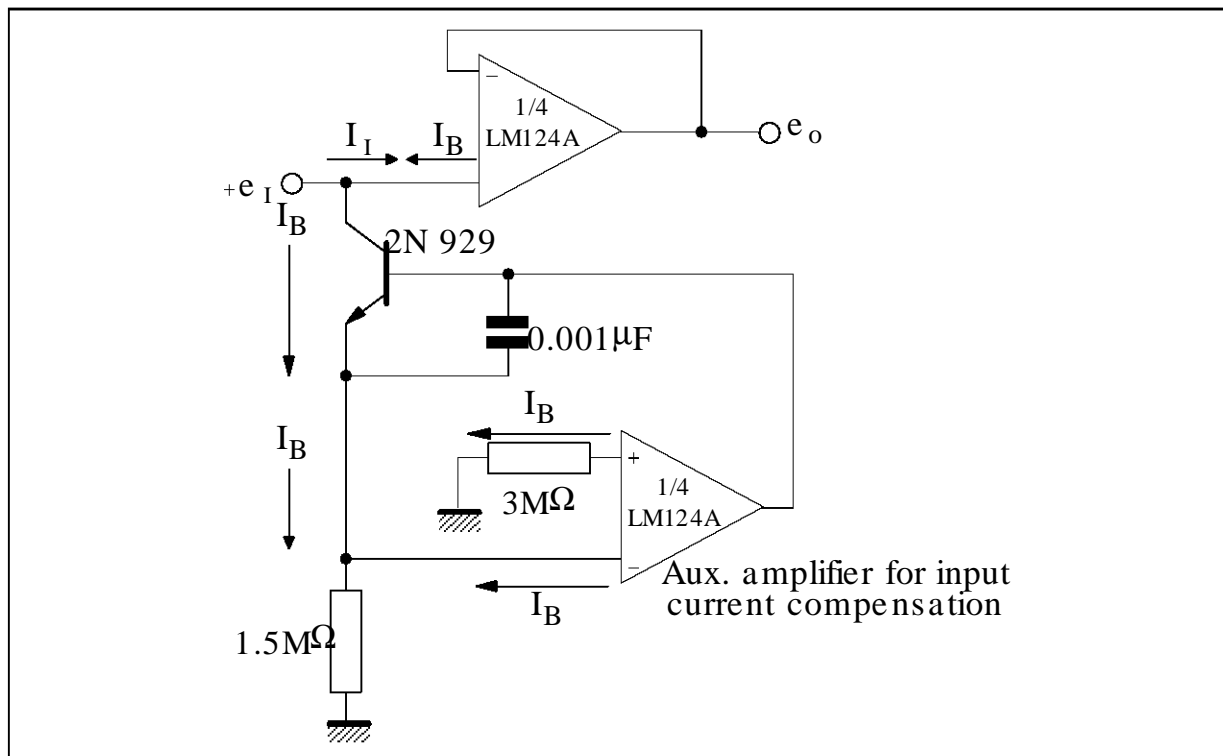 −
1/4
LM124A
I I
I B
e o
+e I
I B
2N 929
0.001µF
I B
I B
+
3MΩ
1/4
LM124A
−
I B
Aux. amplifier for input
current compensation
1.5MΩ